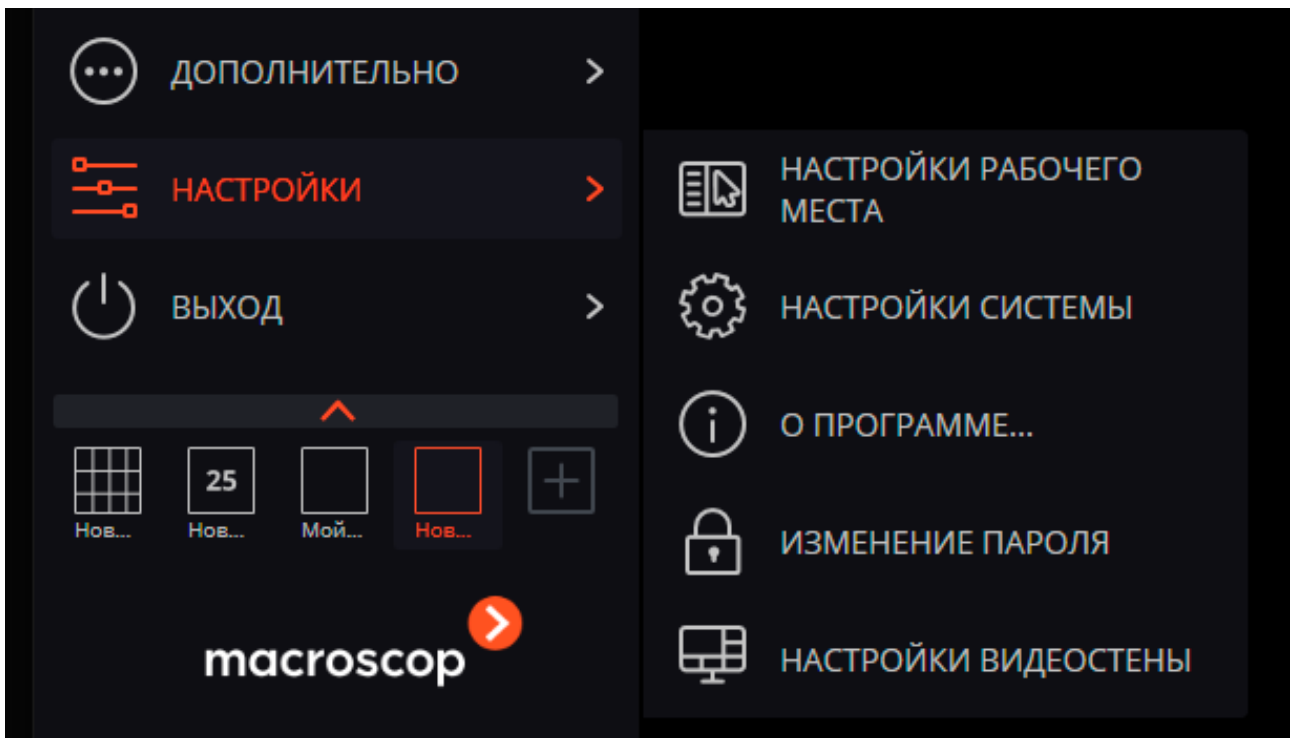 ДОПОЛНИТЕЛЬНО
НАСТРОЙКИ
ВЫХОД
25
Нов...
Нов...
Мой...
Нов...
macroscop
НАСТРОЙКИ РАБОЧЕГО
МЕСТА
НАСТРОЙКИ СИСТЕМЫ
О ПРОГРАММЕ...
ИЗМЕНЕНИЕ ПАРОЛЯ
НАСТРОЙКИ ВИДЕОСТЕНЫ